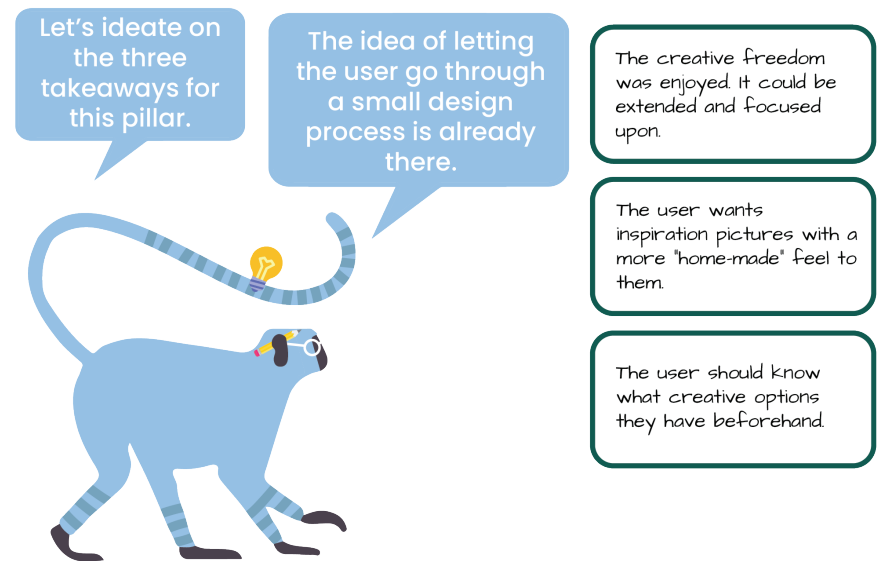 Let's ideate on
the three
takeaways for
this pillar.
The idea of letting
the user go through
a small design
process is already
there.
The creative freedom
was enjoyed. It could be
extended and focused
upon.
The user wants
inspiration pictures with a
more "home-made" feel to
them.
The user should know
what creative options
they have beforehand.